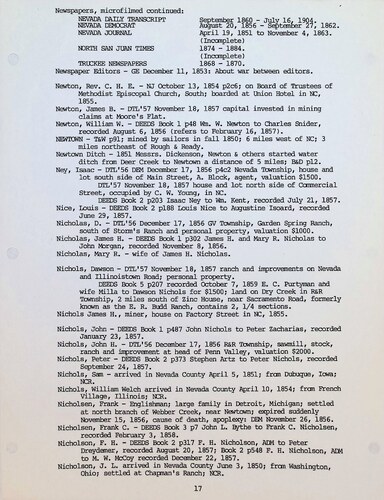 Newspapers, microfilmed continued:
NEVADA DAILY TRANSCRIPT September 1860 - July 16, 1904.
NEVADA DEMOCRAT August 20, 1856 - September 27, 1862.
NEVADA JOURNAL April 19, 1851 to November 4, 1863.
(Incomplete)
NORTH SAN JUAN TIMES 1874 - 1884.
(Incomplete)
TRUCKEE NEWSPAPERS 1868 - 1870.
Newspaper Editors - GE December 11, 1853: About war between editors.
Newton, Rev. C. H. E. - NJ October 13, 1854 p2@6; on Board of Trustees of
Methodist Episcopal Church, South; boarded at Union Hotel in NC,
1855.
Newton, James B. - DTL'57 November 18, 1857 capital invested in mining
claims at Moore's Flat.
Newton, William W. - DEEDS Book 1 p48 Wm. W. Newton to Charles Snider,
recorded August 6, 1856 (refers to February 16, 1857).
NEWTOWN - T&W p91; mined by sailors in fall 1850; 6 miles west of NC; 3
miles northeast of Rough & Ready.
Newtown Ditch - 1851 Messrs. Dickenson, Newton & others started water
ditch from Deer Creek to Newtown a distance of 5 miles; B&D p12.
Ney, Isaac - DTL'56 DEM December 17, 1856 p4c2 Nevada Township, house and
lot south side of Main Street, A. Block, agent, valuation $1500.
DTL'57 November 18, 1857 house and lot north side of Commercial
Street, occupied by C. W. Young, in NC.
DEEDS Book 2 p203 Isaac Ney to Wm. Kent, recorded July 21, 1857.
Nice, Louis - DEEDS Book 2 p188 Louis Nice to Augustine Isoard, recorded
June 29, 1857.
Nicholas, D. - DTL'56 December 17, 1856 GV Township, Garden Spring Ranch,
south of Storm's Ranch and personal property, valuation $1000.
Nicholas, James H. - DEEDS Book 1 p302 James H. and Mary R. Nicholas to
John Morgan, recorded November 8, 1856.
Nicholas, Mary R. - wife of James H. Nicholas.
Nichols, Dawson - DTL'57 November 18, 1857 ranch and improvements on Nevada
and Illinoistown Road; personal property.
DEEDS Book 5 p207 recorded October 7, 1859 H. C. Purtyman and
wife Milla to Dawson Nichols for $1500; land on Dry Creek in R&R
Township, 2 miles south of Zinc House, near Sacramento Road, formerly
known as the E. R. Budd Ranch, contains 2, 1/4 sections.
Nichols James H., miner, house on Factory Street in NC, 1855.
Nichols, John - DEEDS Book 1 p487 John Nichols to Peter Zacharias, recorded
January 23, 1857.
Nichols, John H. - DTL'56 December 17, 1856 R&R Township, sawmill, stock,
ranch and improvement at head of Penn Valley, valuation $2000.
Nichols, Peter - DEEDS Book 2 p373 Stephen Artz to Peter Nichols, recorded
September 24, 1857.
Nichols, Sam - arrived in Nevada County April 5, 1851; from Dubuque, Iowa;
NCR.
Nichols, William Welch arrived in Nevada County April 10, 1854; from French
Village, Illinois; NCR.
Nicholsen, Frank - Englishman; large family in Detroit, Michigan; settled
at north branch of Webber Creek, near Newtown; expired suddenly
November 15, 1856, cause of death, apoplexy: DEM November 26, 1856.
Nicholsen, Frank C. - DEEDS Book 3 p7 John L. Bythe to Frank C. Nicholsen,
recorded February 3, 1858.
Nicholson, F. H. - DEEDS Book 2 p317 F. H. Nicholson, ADM to Peter
Dreydemer, recorded August 20, 1857; Book 2 p548 F. H. Nicholson, ADM
to M. W. McCoy recorded December 22, 1857.
Nicholson, J. L. arrived in Nevada County June 3, 1850; from Washington,
Ohio; settled at Chapman's Ranch; NCR.
17